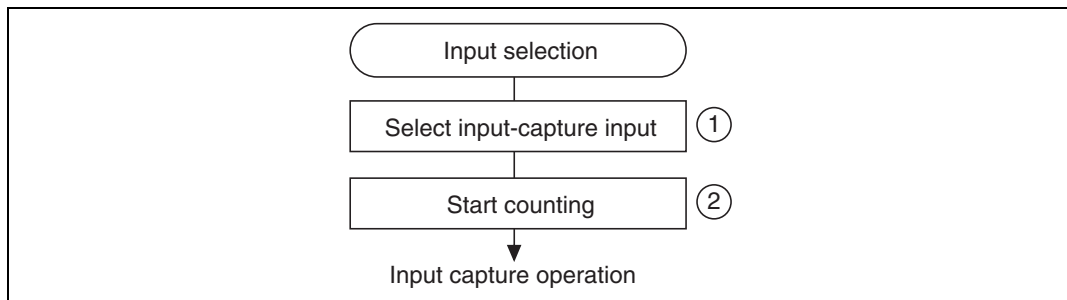 Input selection
Select input-capture input ①
Start counting ②
Input capture operation